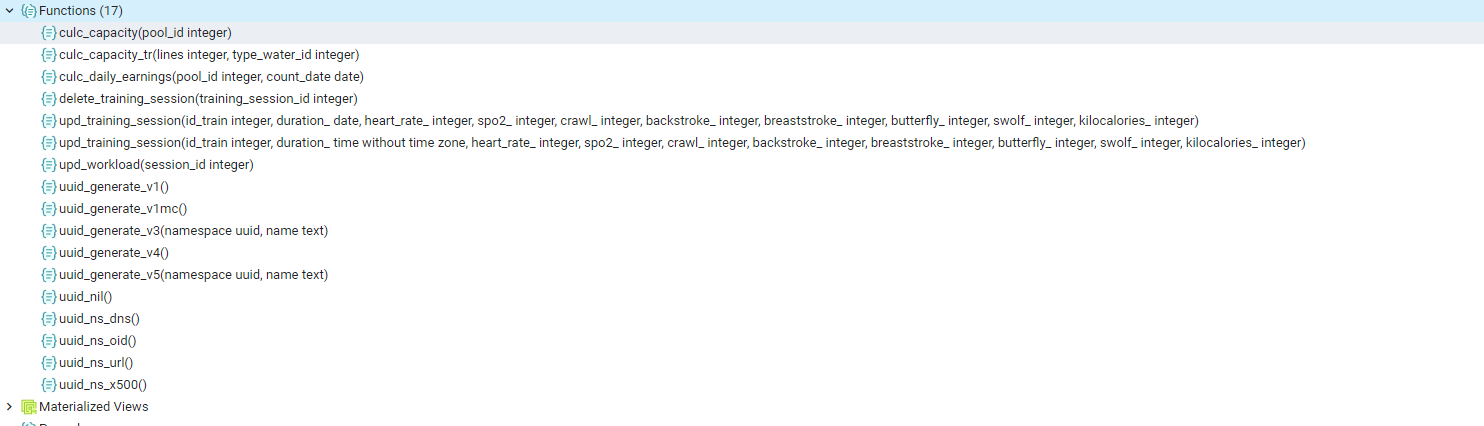 Functions (17)
culc_capacity(pool_id integer)
culc_capacity_tr(lines integer, type_water_id integer)
culc_daily_earnings(pool_id integer, count_date date)
delete_training_session(training_session_id integer)
upd_training_session(id_train integer, duration_ date, heart_rate_ integer, spo2_ integer, crawl_ integer, backstroke_ integer, breaststroke_ integer, butterfly_ integer, swolf_ integer, kilocalories_ integer)
upd_training_session(id_train integer, duration_ time without time zone, heart_rate_ integer, spo2_ integer, crawl_ integer, backstroke_ integer, breaststroke_ integer, butterfly_ integer, swolf_ integer, kilocalories_ integer)
upd_workload(session_id integer)
uuid_generate_v1()
uuid_generate_v1mc()
uuid_generate_v3(namespace uuid, name text)
uuid_generate_v4()
uuid_generate_v5(namespace uuid, name text)
uuid_nil()
uuid_ns_dns()
uuid_ns_oid()
uuid_ns_url()
uuid_ns_x500()
Materialized Views